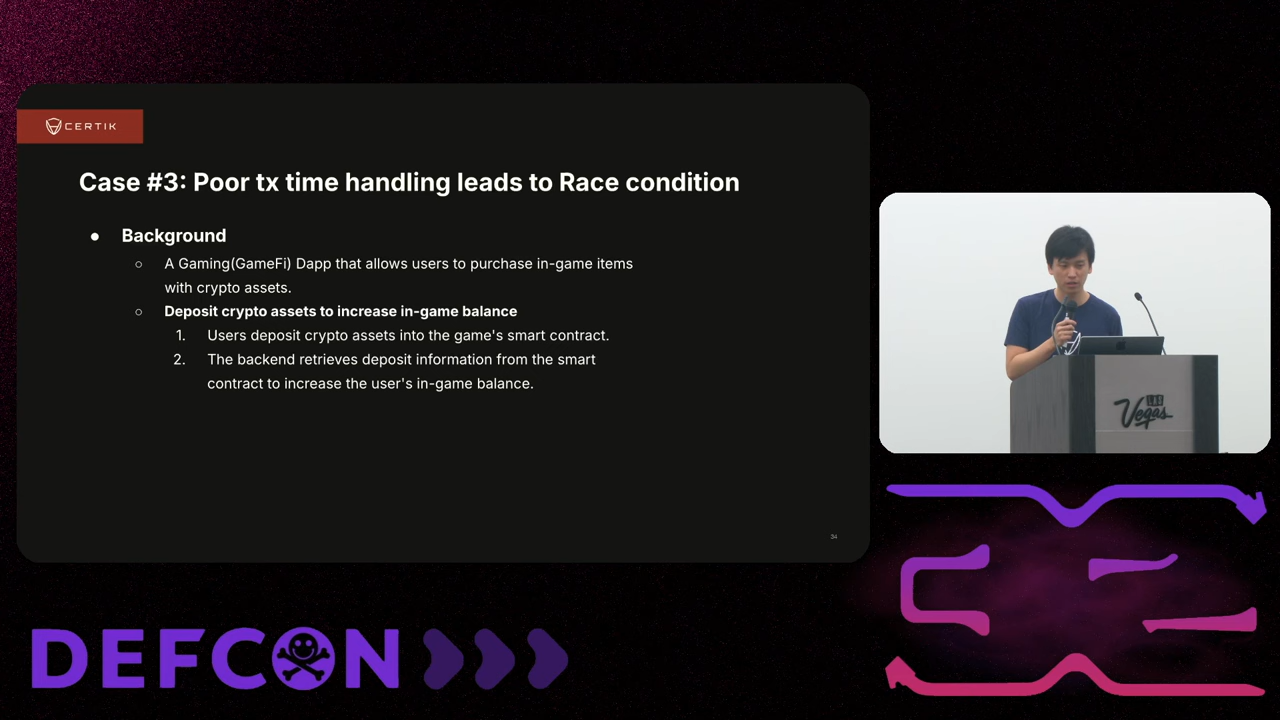 CERTIK
Case #3: Poor tx time handling leads to Race condition
● Background
○ A Gaming(GameFi) Dapp that allows users to purchase in-game items
with crypto assets.
○ Deposit crypto assets to increase in-game balance
1. Users deposit crypto assets into the game's smart contract.
2. The backend retrieves deposit information from the smart
contract to increase the user's in-game balance.
34
Vegas
DEFCON